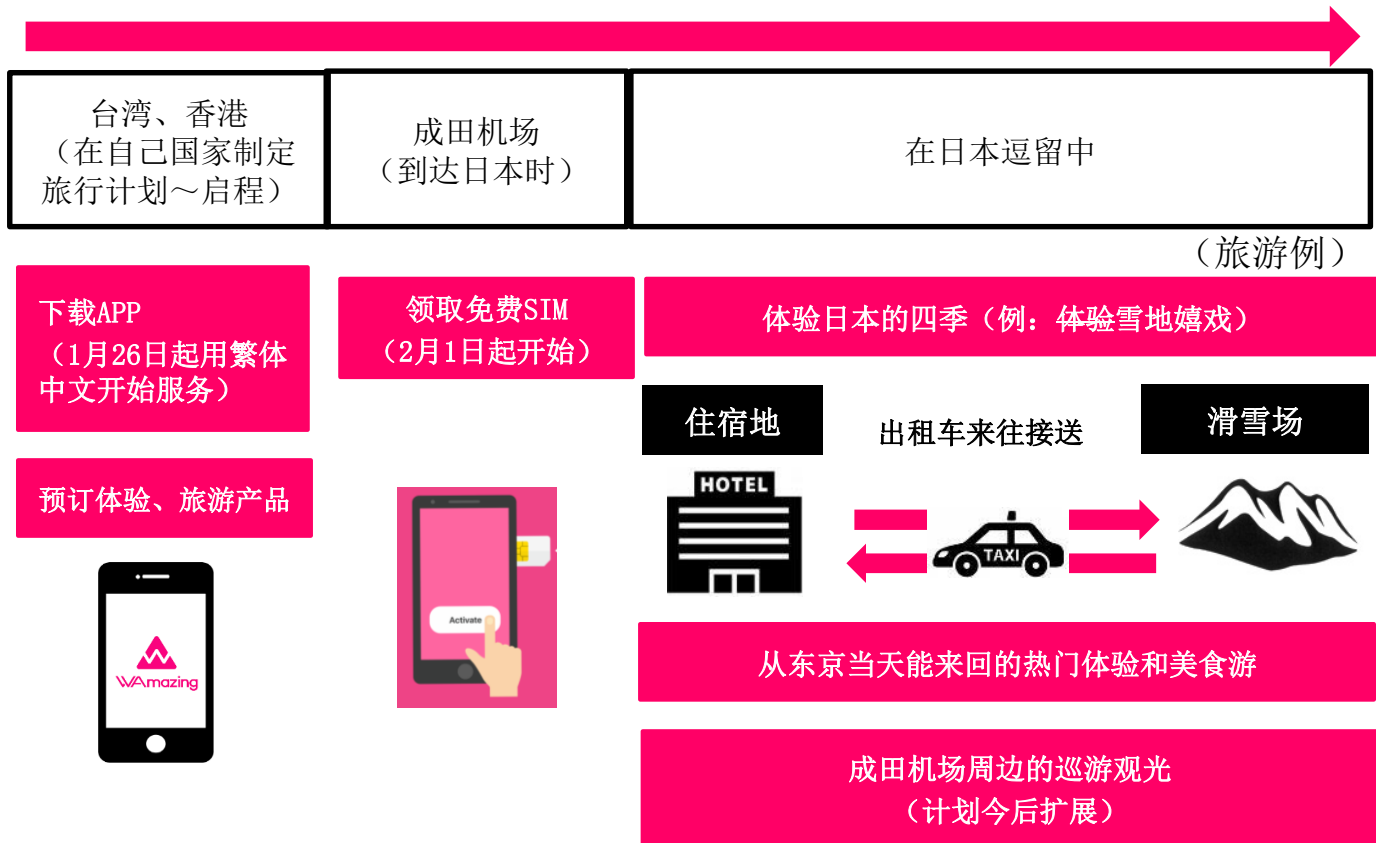 台湾、香港
（在自己国家制定
旅行计划～启程）
成田机场
（到达日本时）
在日本逗留中
（旅游例）
下载APP
（1月26日起用繁体
中文开始服务）
预订体验、旅游产品
WAmazing
领取免费SIM
（2月1日起开始）
Activate
体验日本的四季（例：体验雪地嬉戏）
住宿地
出租车来往接送
滑雪场
HOTEL
TAXI
从东京当天能来回的热门体验和美食游
成田机场周边的巡游观光
（计划今后扩展）